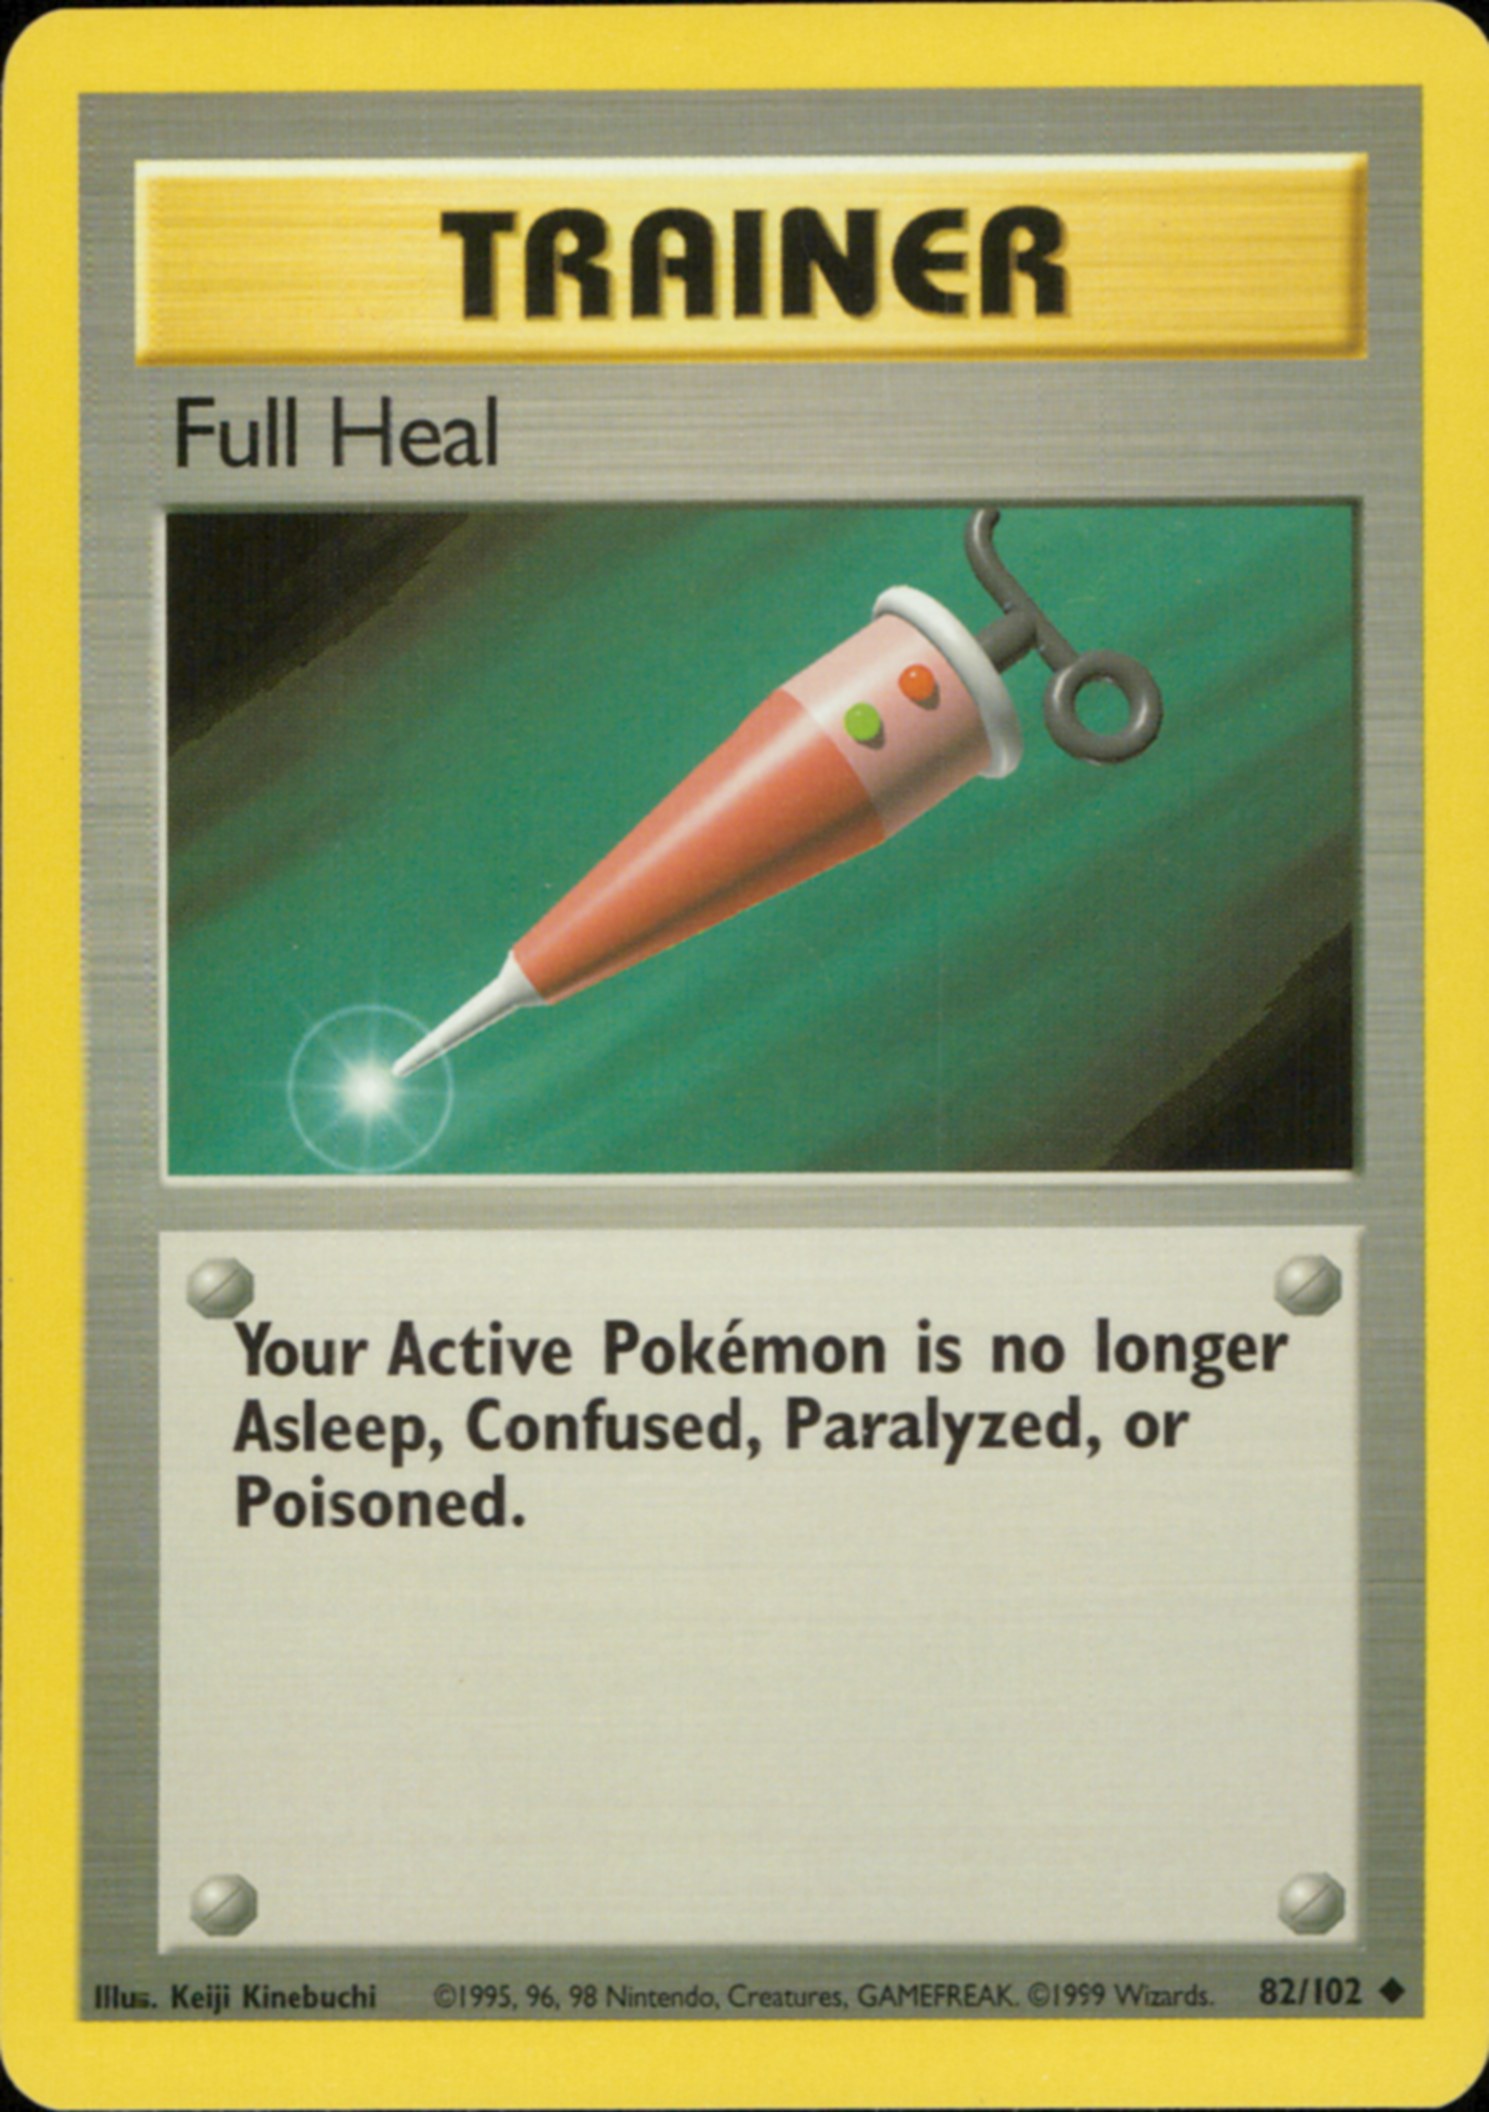 TRAINER
Full Heal
Your Active Pokémon is no longer
Asleep, Confused, Paralyzed, or
Poisoned.
Illus. Keiji Kinebuchi ©1995, 96, 98 Nintendo, Creatures, GAMEFREAK. ©1999 Wizards. 82/102 ◆